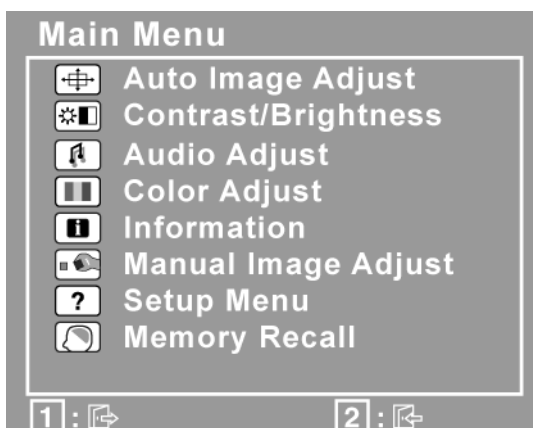 Main Menu
Auto Image Adjust
Contrast/Brightness
Audio Adjust
Color Adjust
i Information
Manual Image Adjust
? Setup Menu
Memory Recall
1 : 2 :